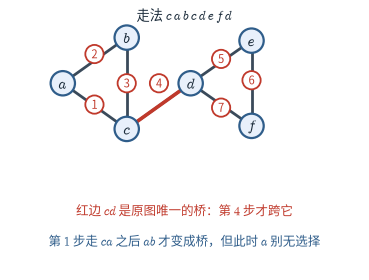 走法 c a b c d e f d
b
e
2
5
a
3
4
d
6
1
7
c
f
红边 cd 是原图唯一的桥：第 4 步才跨它
第 1 步走 ca 之后 ab 才变成桥，但此时 a 别无选择